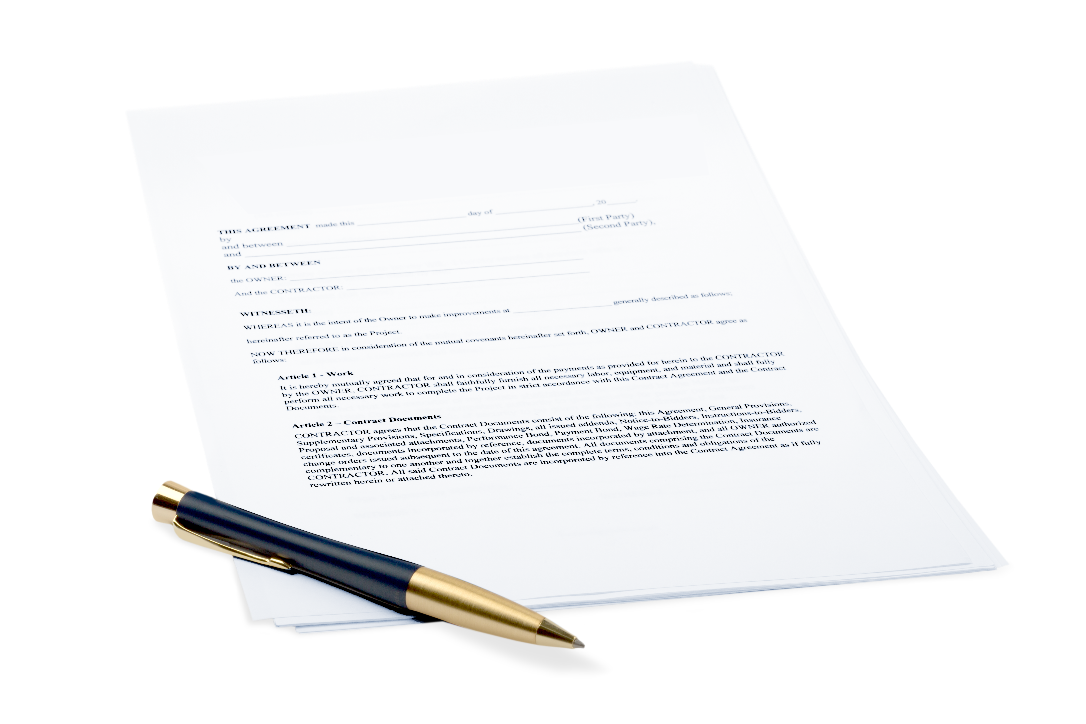 THIS AGREEMENT made this ____________ day of ____________, 20____
by
and between ____________ (First Party)
and ____________ (Second Party),
BY AND BETWEEN
the OWNER: ____________
And the CONTRACTOR: ____________
WITNESSETH:
WHEREAS it is the intent of the Owner to make improvements at ____________ generally described as follows;
hereinafter referred to as the Project.
NOW THEREFORE in consideration of the mutual covenants hereinafter set forth, OWNER and CONTRACTOR agree as
follows:
Article 1 - Work
It is hereby mutually agreed that for and in consideration of the payments as provided for herein to the CONTRACTOR
by the OWNER, CONTRACTOR shall faithfully furnish all necessary labor, equipment, and material and shall fully
perform all necessary work to complete the Project in strict accordance with this Contract Agreement and the Contract
Documents.
Article 2 - Contract Documents
CONTRACTOR agrees that the Contract Documents consist of the following: this Agreement, General Provisions,
Supplementary Provisions, Specifications, Drawings, all issued addenda, Notice-to-Bidders, Instructions-to-Bidders,
Proposal and associated attachments, Performance Bond, Payment Bond, Wage Rate Determination, Insurance
certificates, documents incorporated by reference, documents incorporated by attachment, and all OWNER authorized
change orders issued subsequent to the date of this agreement. All documents comprising the Contract Documents are
complementary to one another and together establish the complete terms, conditions and obligations of the
CONTRACTOR. All said Contract Documents are incorporated by reference into the Contract Agreement as if fully
rewritten herein or attached thereto.